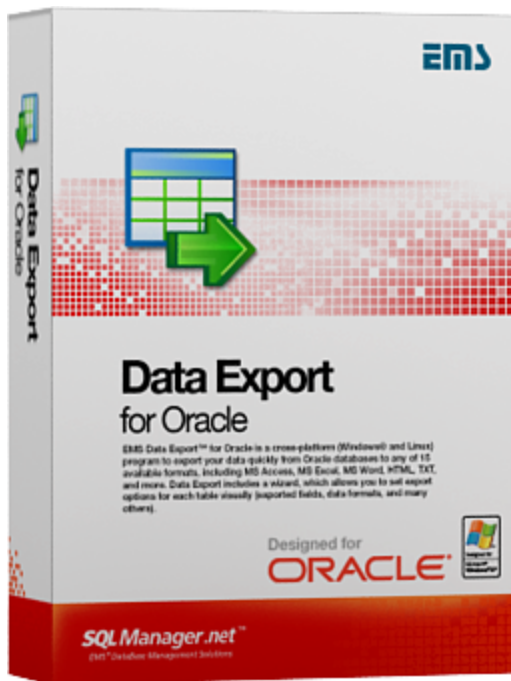 EMS
Data Export
for Oracle
Data Export
for Oracle
EMS Data Export™ for Oracle is a cross-platform (Windows® and Linux)
program to export your data quickly from Oracle databases to any of 15
available formats, including MS Access, MS Excel, MS Word, HTML, TXT,
and more. Data Export includes a wizard, which allows you to set export
options for each table visually (exported fields, data formats, and many
others).
Designed for
ORACLE®
Designed for
SQLManager.net™
EMS® DataBase Management Solutions